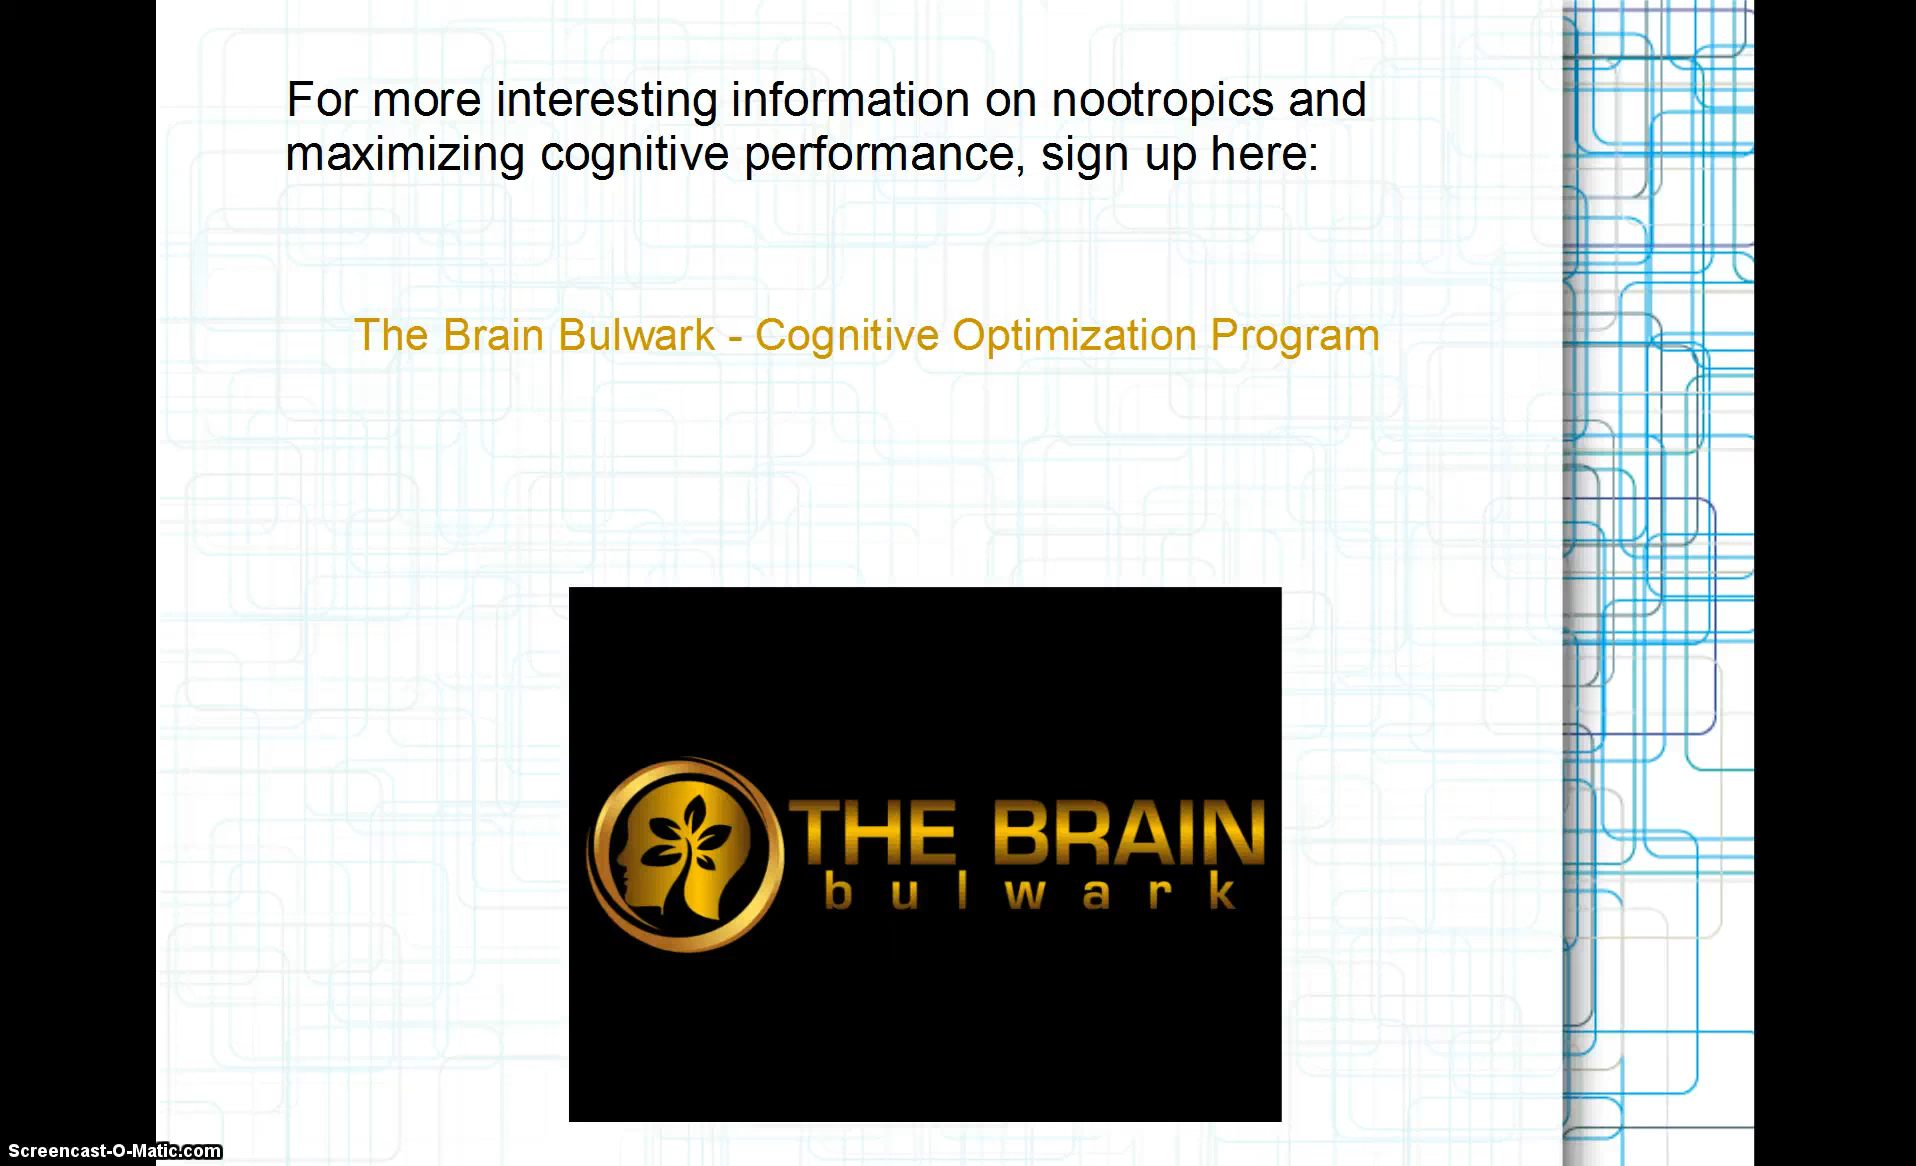 For more interesting information on nootropics and
maximizing cognitive performance, sign up here:
The Brain Bulwark - Cognitive Optimization Program
THE BRAIN
bulwark
Screencast-O-Matic.com